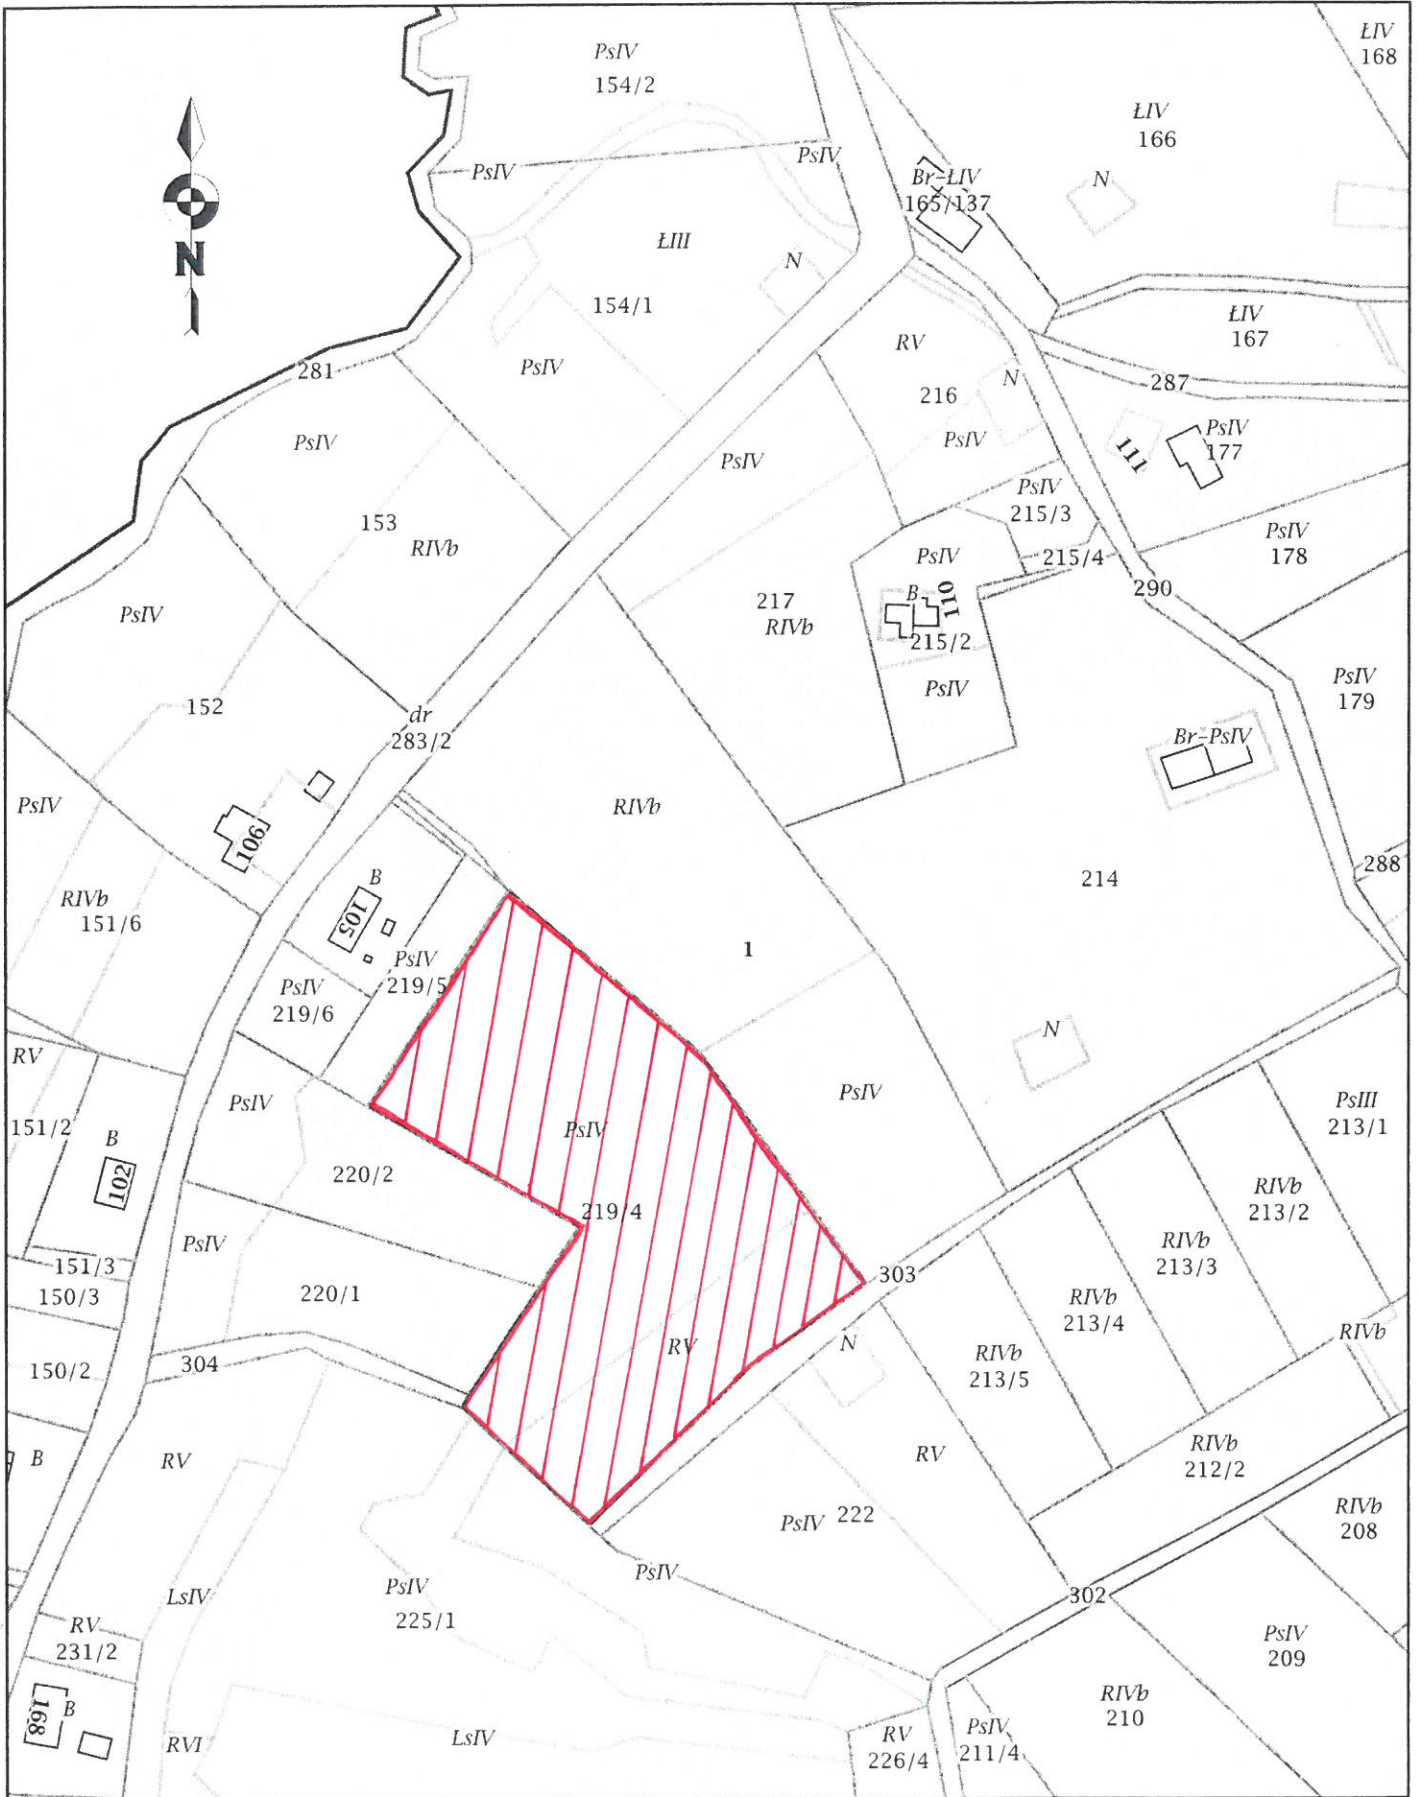 PsIV
154/2
ŁIV
168
ŁIV
166
PsIV
PsIV
Br-ŁIV
165/137
N
ŁIII
N
N
154/1
ŁIV
167
RV
281
PsIV
N
287
216
PsIV
PsIV
PsIV
PsIV
177
111
153
RIVb
PsIV
215/3
PsIV
178
PsIV
215/4
290
PsIV
217
RIVb
B
110
215/2
PsIV
PsIV
179
152
dr
283/2
Br-PsIV
PsIV
RIVb
106
B
214
288
RIVb
151/6
105
1
PsIV
219/5
PsIV
219/6
N
RV
PsIV
PsIV
PsIII
213/1
151/2
B
PsIV
220/2
102
RIVb
213/2
219/4
PsIV
RIVb
213/3
151/3
303
150/3
220/1
RIVb
213/4
RV
N
RIVb
304
150/2
RIVb
213/5
RV
B
RV
RIVb
212/2
PsIV
222
RIVb
208
PsIV
PsIV
225/1
LsIV
302
RV
231/2
PsIV
209
168
B
RIVb
210
RVI
LsIV
RV
226/4
PsIV
211/4